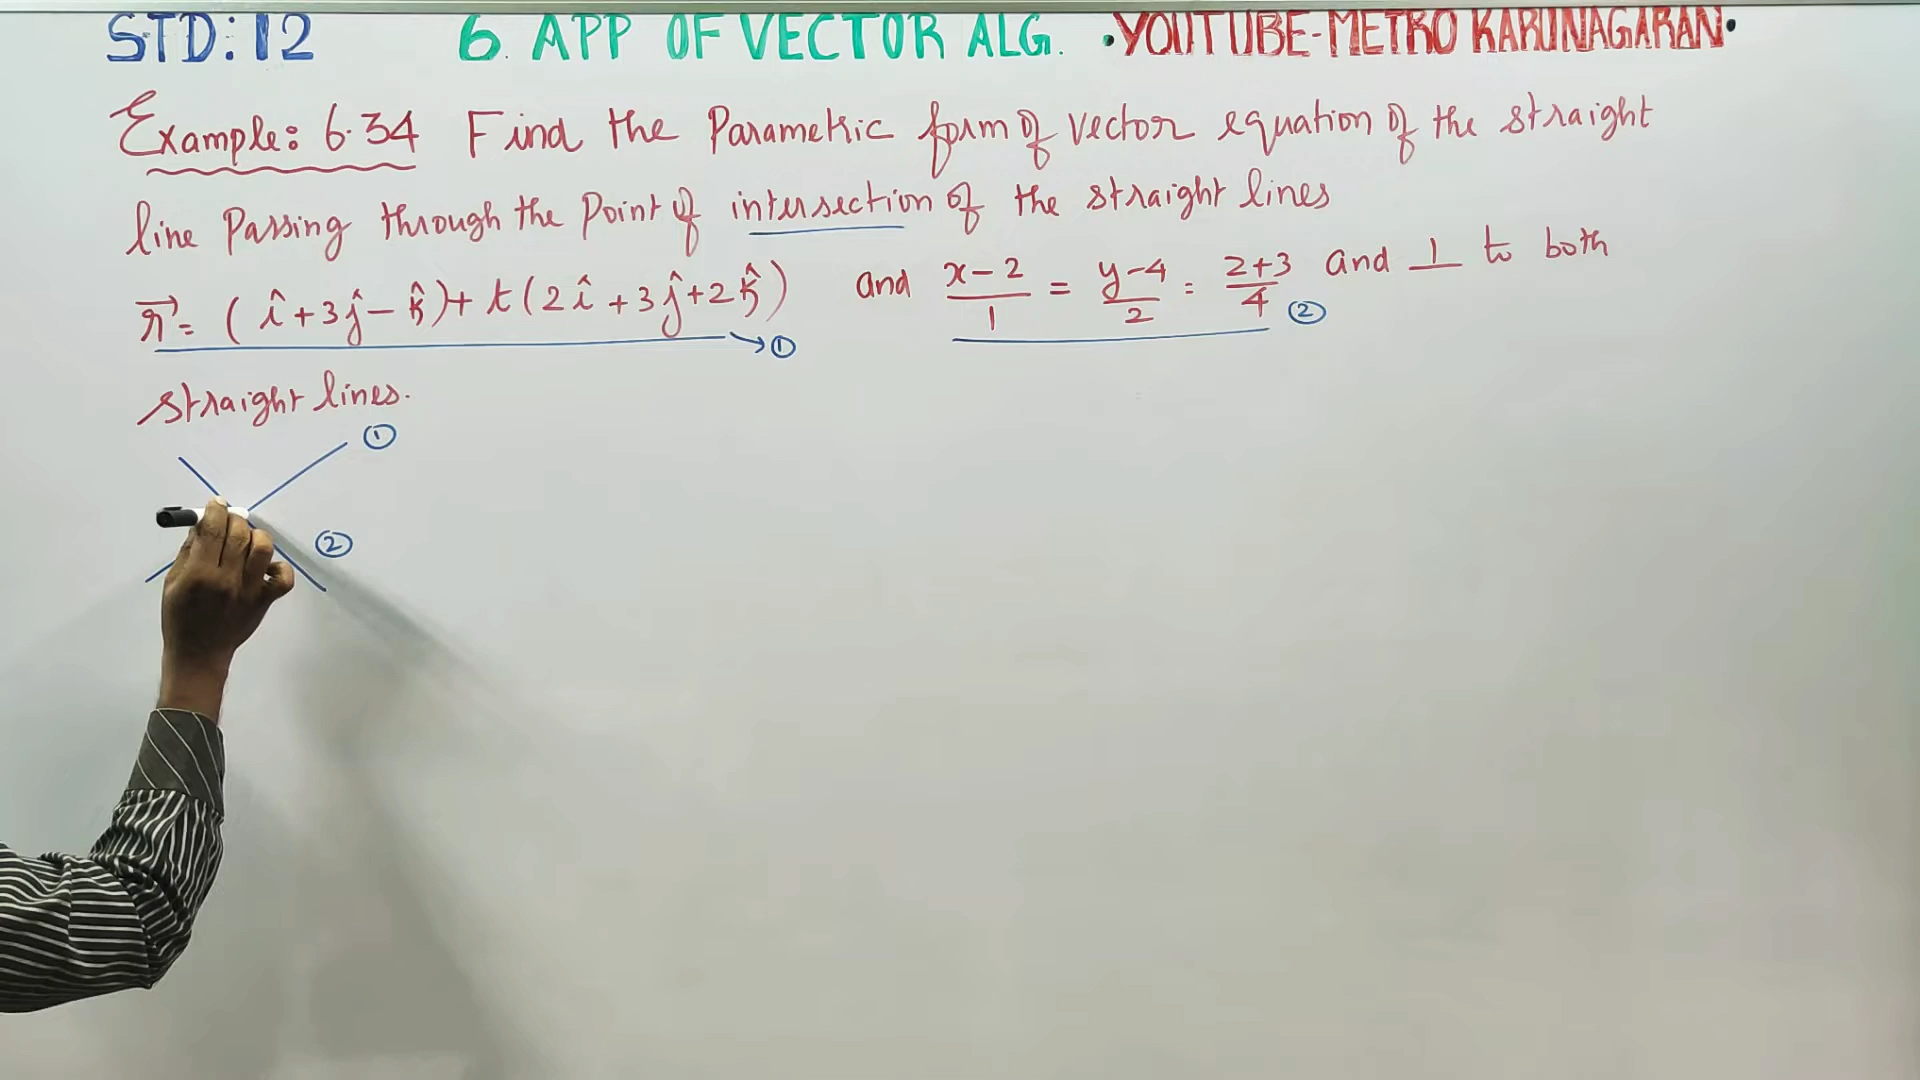 STD: 12 6. APP OF VECTOR ALG. •YOUTUBE-METRO KARUNAGARAN•
Example: 6.34 Find the Parametric form of vector equation of the straight
line Passing through the Point of intersection of the straight lines
r⃗ = (î+3ĵ-k̂)+t(2î+3ĵ+2k̂) and x-2/1 = y-4/2 = z+3/4 and ⊥ to both
→① ②
straight lines.
①
②